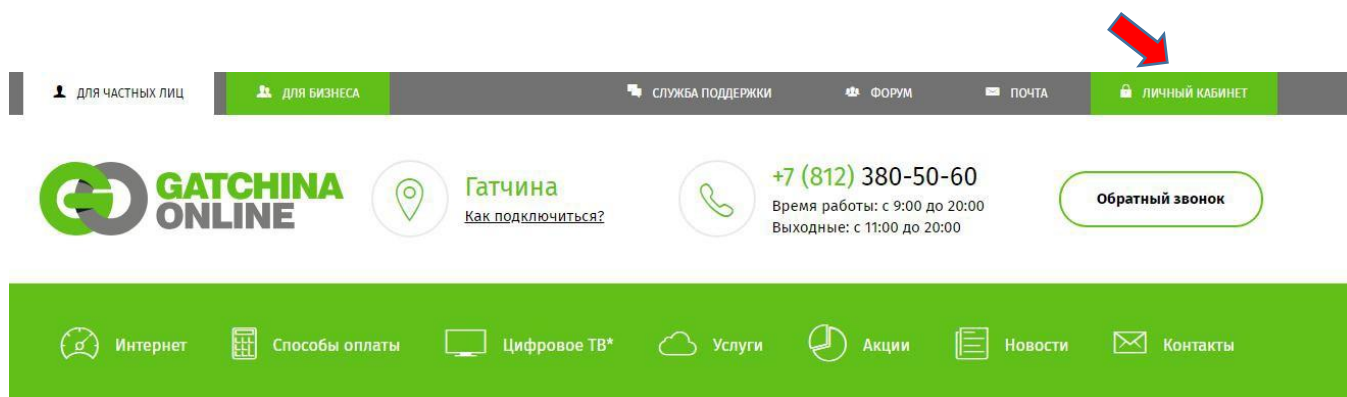 ДЛЯ ЧАСТНЫХ ЛИЦ
ДЛЯ БИЗНЕСА
СЛУЖБА ПОДДЕРЖКИ
ФОРУМ
ПОЧТА
ЛИЧНЫЙ КАБИНЕТ
GATCHINA
ONLINE
Гатчина
Как подключиться?
+7 (812) 380-50-60
Время работы: с 9:00 до 20:00
Выходные: с 11:00 до 20:00
Обратный звонок
Интернет
Способы оплаты
Цифровое ТВ*
Услуги
Акции
Новости
Контакты